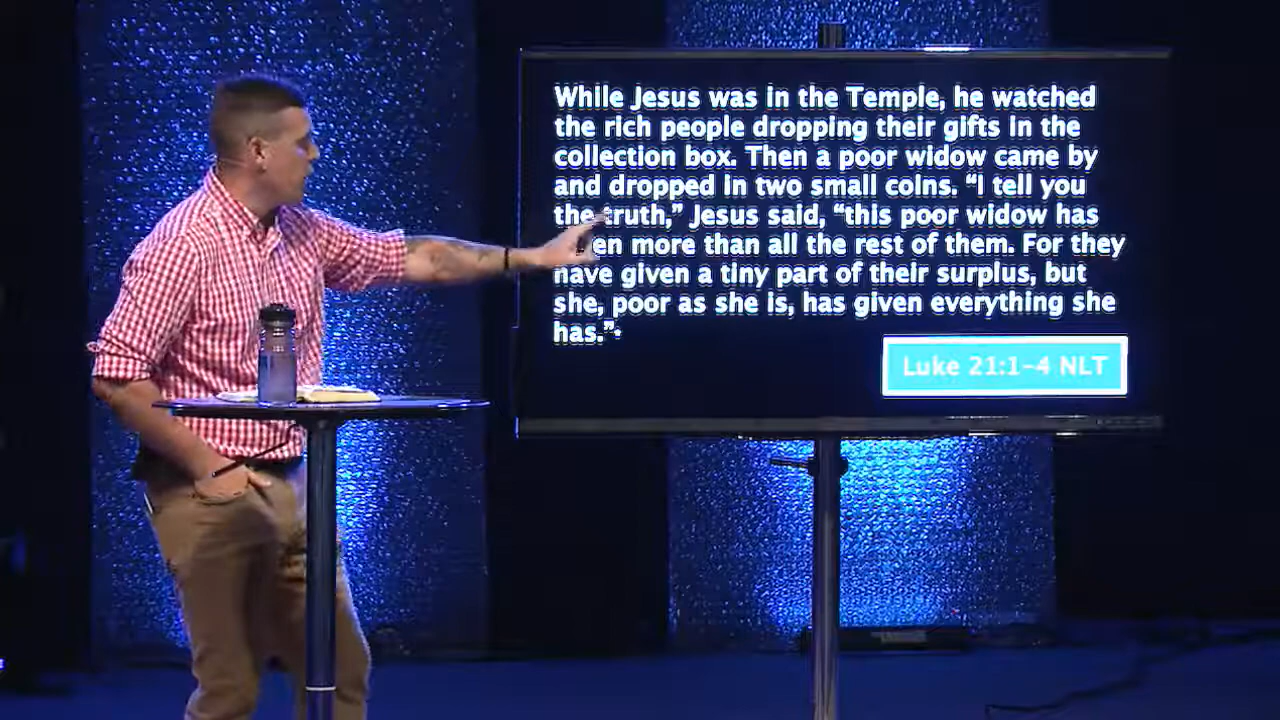 While Jesus was in the Temple, he watched
the rich people dropping their gifts in the
collection box. Then a poor widow came by
and dropped in two small coins. “I tell you
the truth,” Jesus said, “this poor widow has
en more than all the rest of them. For they
have given a tiny part of their surplus, but
she, poor as she is, has given everything she
has.”
Luke 21:1-4 NLT